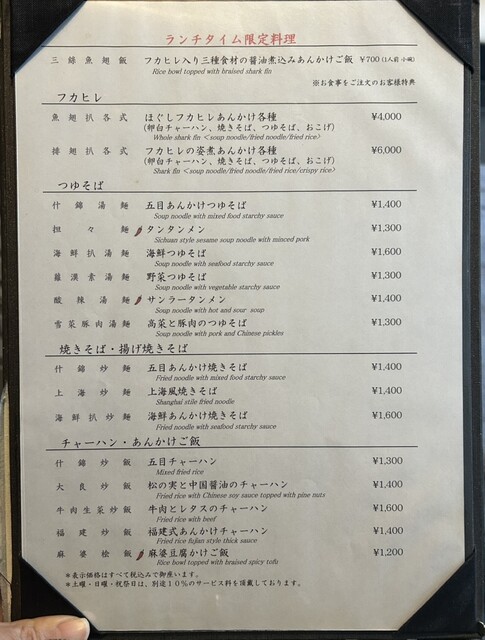 ランチタイム限定料理
三絲魚翅飯 フカヒレ入り三種食材の醤油煮込みあんかけご飯 ¥700(1人前 小碗)
Rice bowl topped with braised shark fin
※お食事をご注文のお客様特典
フカヒレ
魚翅扒各式 ほぐしフカヒレあんかけ各種 ¥4,000
(卵白チャーハン、焼きそば、つゆそば、おこげ)
Whole shark fin <soup noodle/fried noodle/fried rice>
排翅扒各式 フカヒレの姿煮あんかけ各種 ¥6,000
(卵白チャーハン、焼きそば、つゆそば、おこげ)
Shark fin <soup noodle/fried noodle/fried rice/crispy rice>
つゆそば
什錦湯麺 五目あんかけつゆそば ¥1,400
Soup noodle with mixed food starchy sauce
担々麺 タンタンメン ¥1,300
Sichuan style sesame soup noodle with minced pork
海鮮扒湯麺 海鮮つゆそば ¥1,600
Soup noodle with seafood starchy sauce
羅漢素湯麺 野菜つゆそば ¥1,300
Soup noodle with vegetable starchy sauce
酸辣湯麺 サンラータンメン ¥1,400
Soup noodle with hot and sour soup
雪菜豚肉湯麺 高菜と豚肉のつゆそば ¥1,300
Soup noodle with pork and Chinese pickles
焼きそば・揚げ焼きそば
什錦炒麺 五目あんかけ焼きそば ¥1,400
Fried noodle with mixed food starchy sauce
上海炒麺 上海風焼きそば ¥1,400
Shanghai stile fried noodle
海鮮扒炒麺 海鮮あんかけ焼きそば ¥1,600
Fried noodle with seafood starchy sauce
チャーハン・あんかけご飯
什錦炒飯 五目チャーハン ¥1,300
Mixed fried rice
大良炒飯 松の実と中国醤油のチャーハン ¥1,400
Fried rice with Chinese soy sauce topped with pine nuts
牛肉生菜炒飯 牛肉とレタスのチャーハン ¥1,600
Fried rice with beef
福建炒飯 福建式あんかけチャーハン ¥1,400
Fried rice fujian style thick sauce
麻婆烩飯 麻婆豆腐かけご飯 ¥1,200
Rice bowl topped with braised spicy tofu
＊表示価格はすべて税込みで御座います。
＊土曜・日曜・祝祭日は、別途10%のサービス料を頂戴しております。